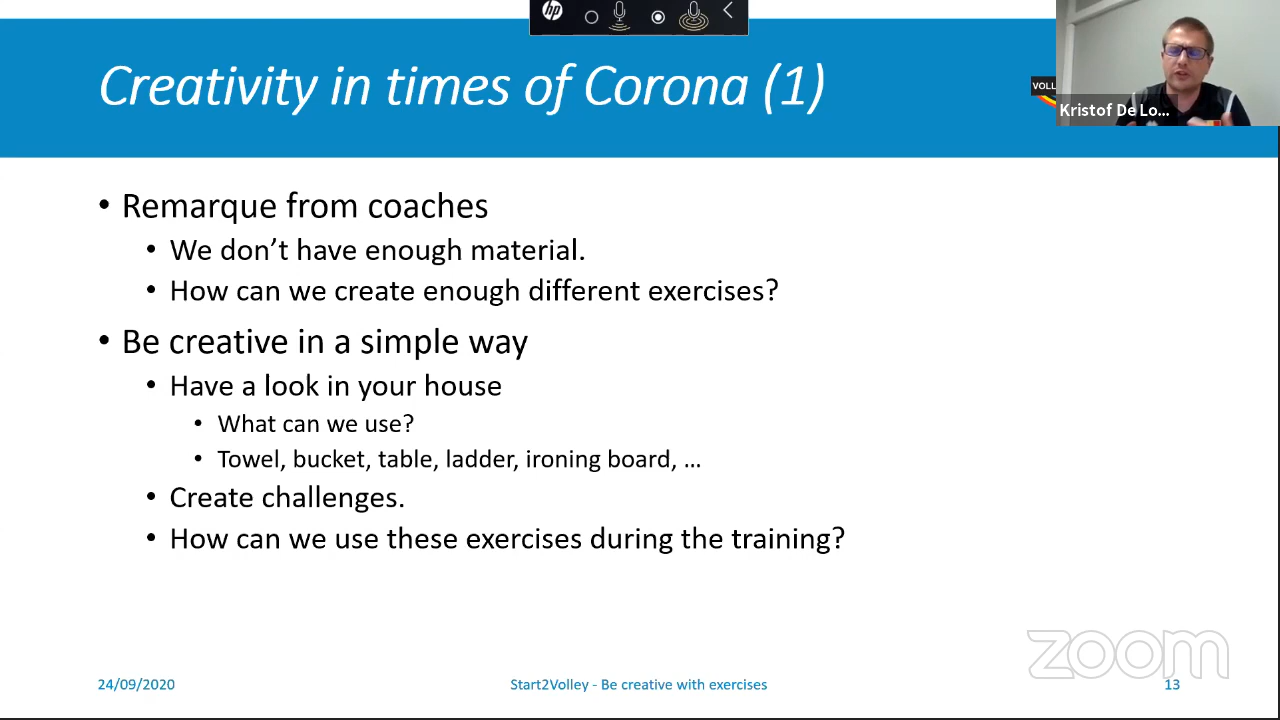 hp
Creativity in times of Corona (1)
VOLL
Kristof De Lo...
• Remarque from coaches
• We don't have enough material.
• How can we create enough different exercises?
• Be creative in a simple way
• Have a look in your house
• What can we use?
• Towel, bucket, table, ladder, ironing board, ...
• Create challenges.
• How can we use these exercises during the training?
zoom
24/09/2020
Start2Volley - Be creative with exercises
13